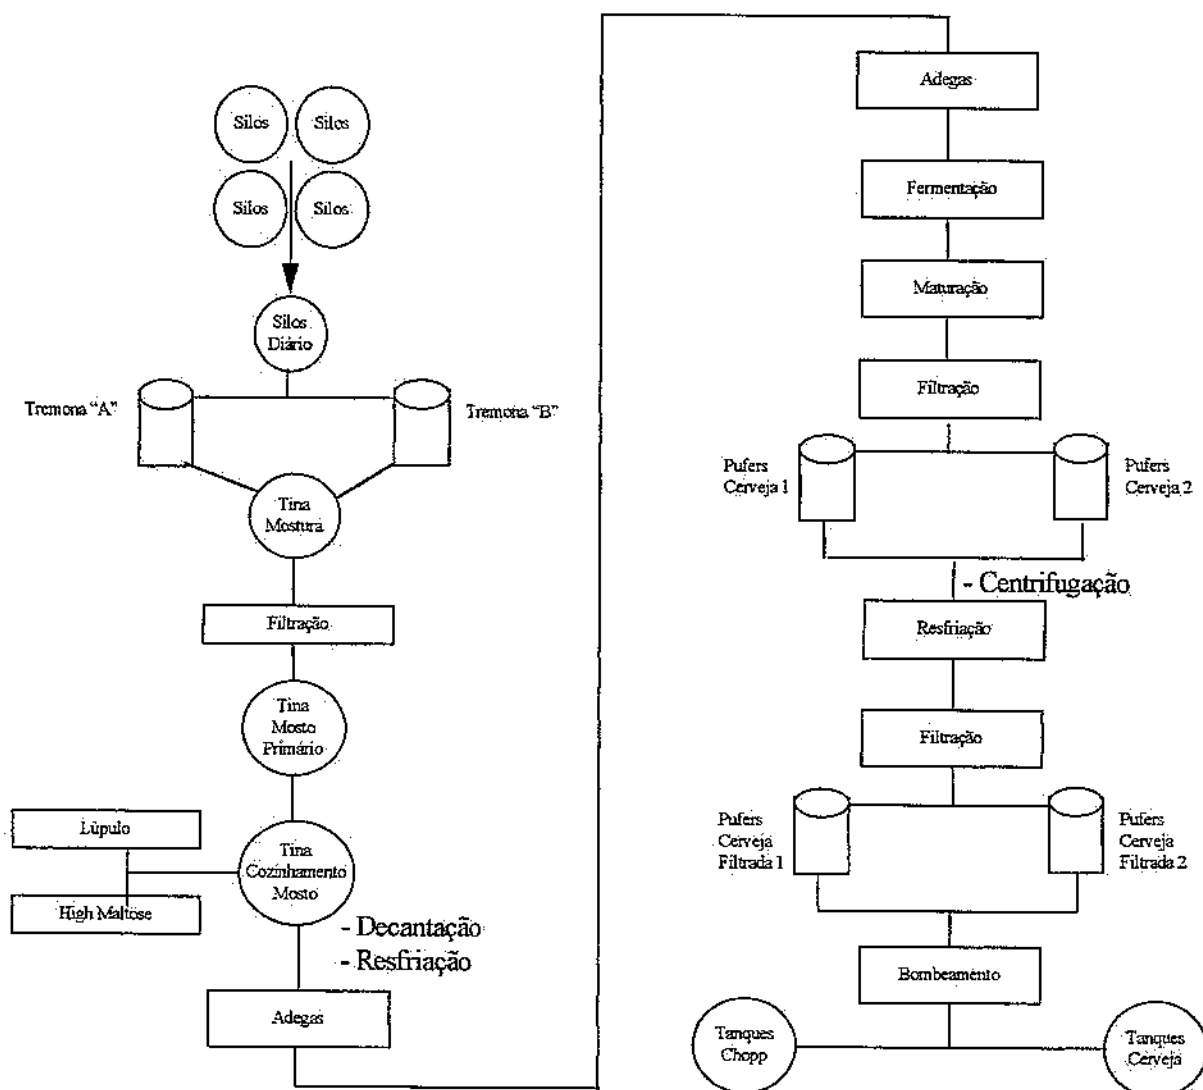 Silos
Silos
Silos
Silos
Silos
Diário
Tremona "A"
Tremona "B"
Tina
Mostura
Filtração
Tina
Mosto
Primário
Lúpulo
High Maltose
Tina
Cozinhamento
Mosto
- Decantação
- Resfriação
Adegas
Adegas
Fermentação
Maturação
Filtração
Pufers
Cerveja 1
Pufers
Cerveja 2
- Centrifugação
Resfriação
Filtração
Pufers
Cerveja
Filtrada 1
Pufers
Cerveja
Filtrada 2
Bombeamento
Tanques
Chopp
Tanques
Cerveja